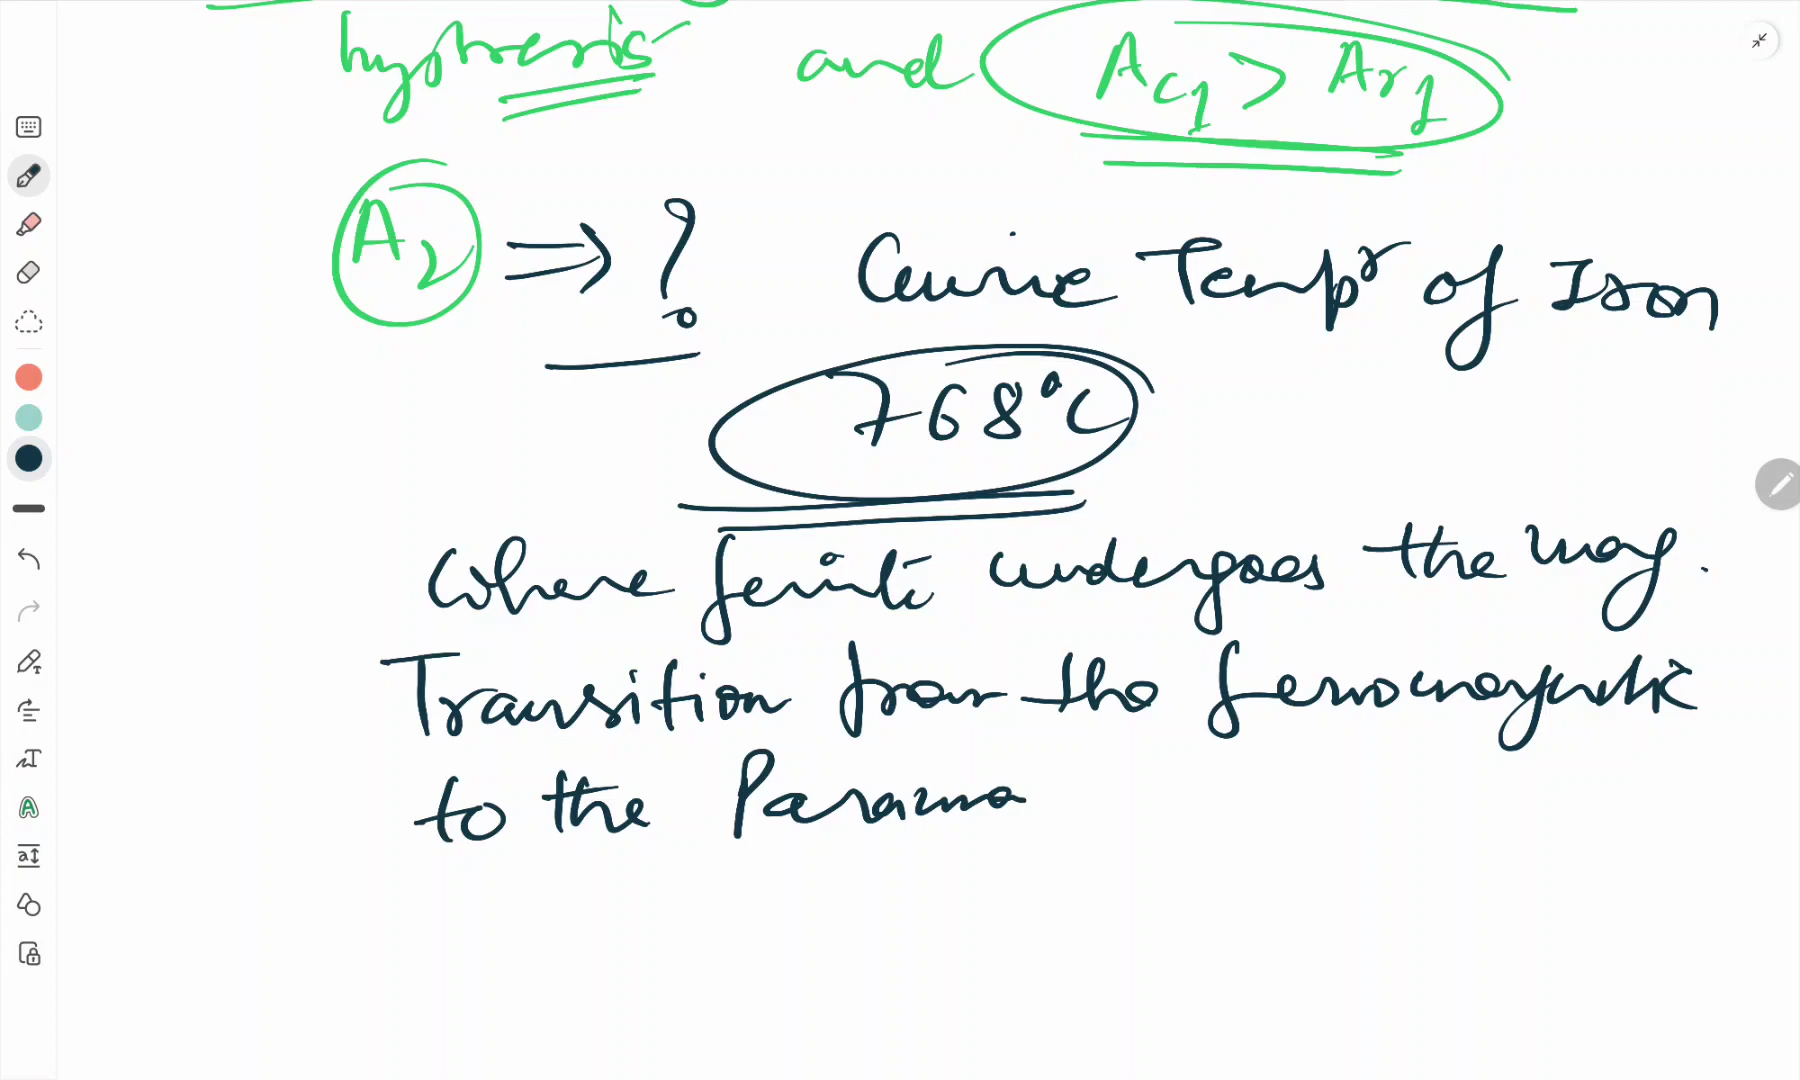 hysteresis and Ac1 > Ar1
A2 ⇒ ? Curie Tempr of Iron
768°C
Where ferrite undergoes the mag.
Transition from the ferromagnetic
to the Parama